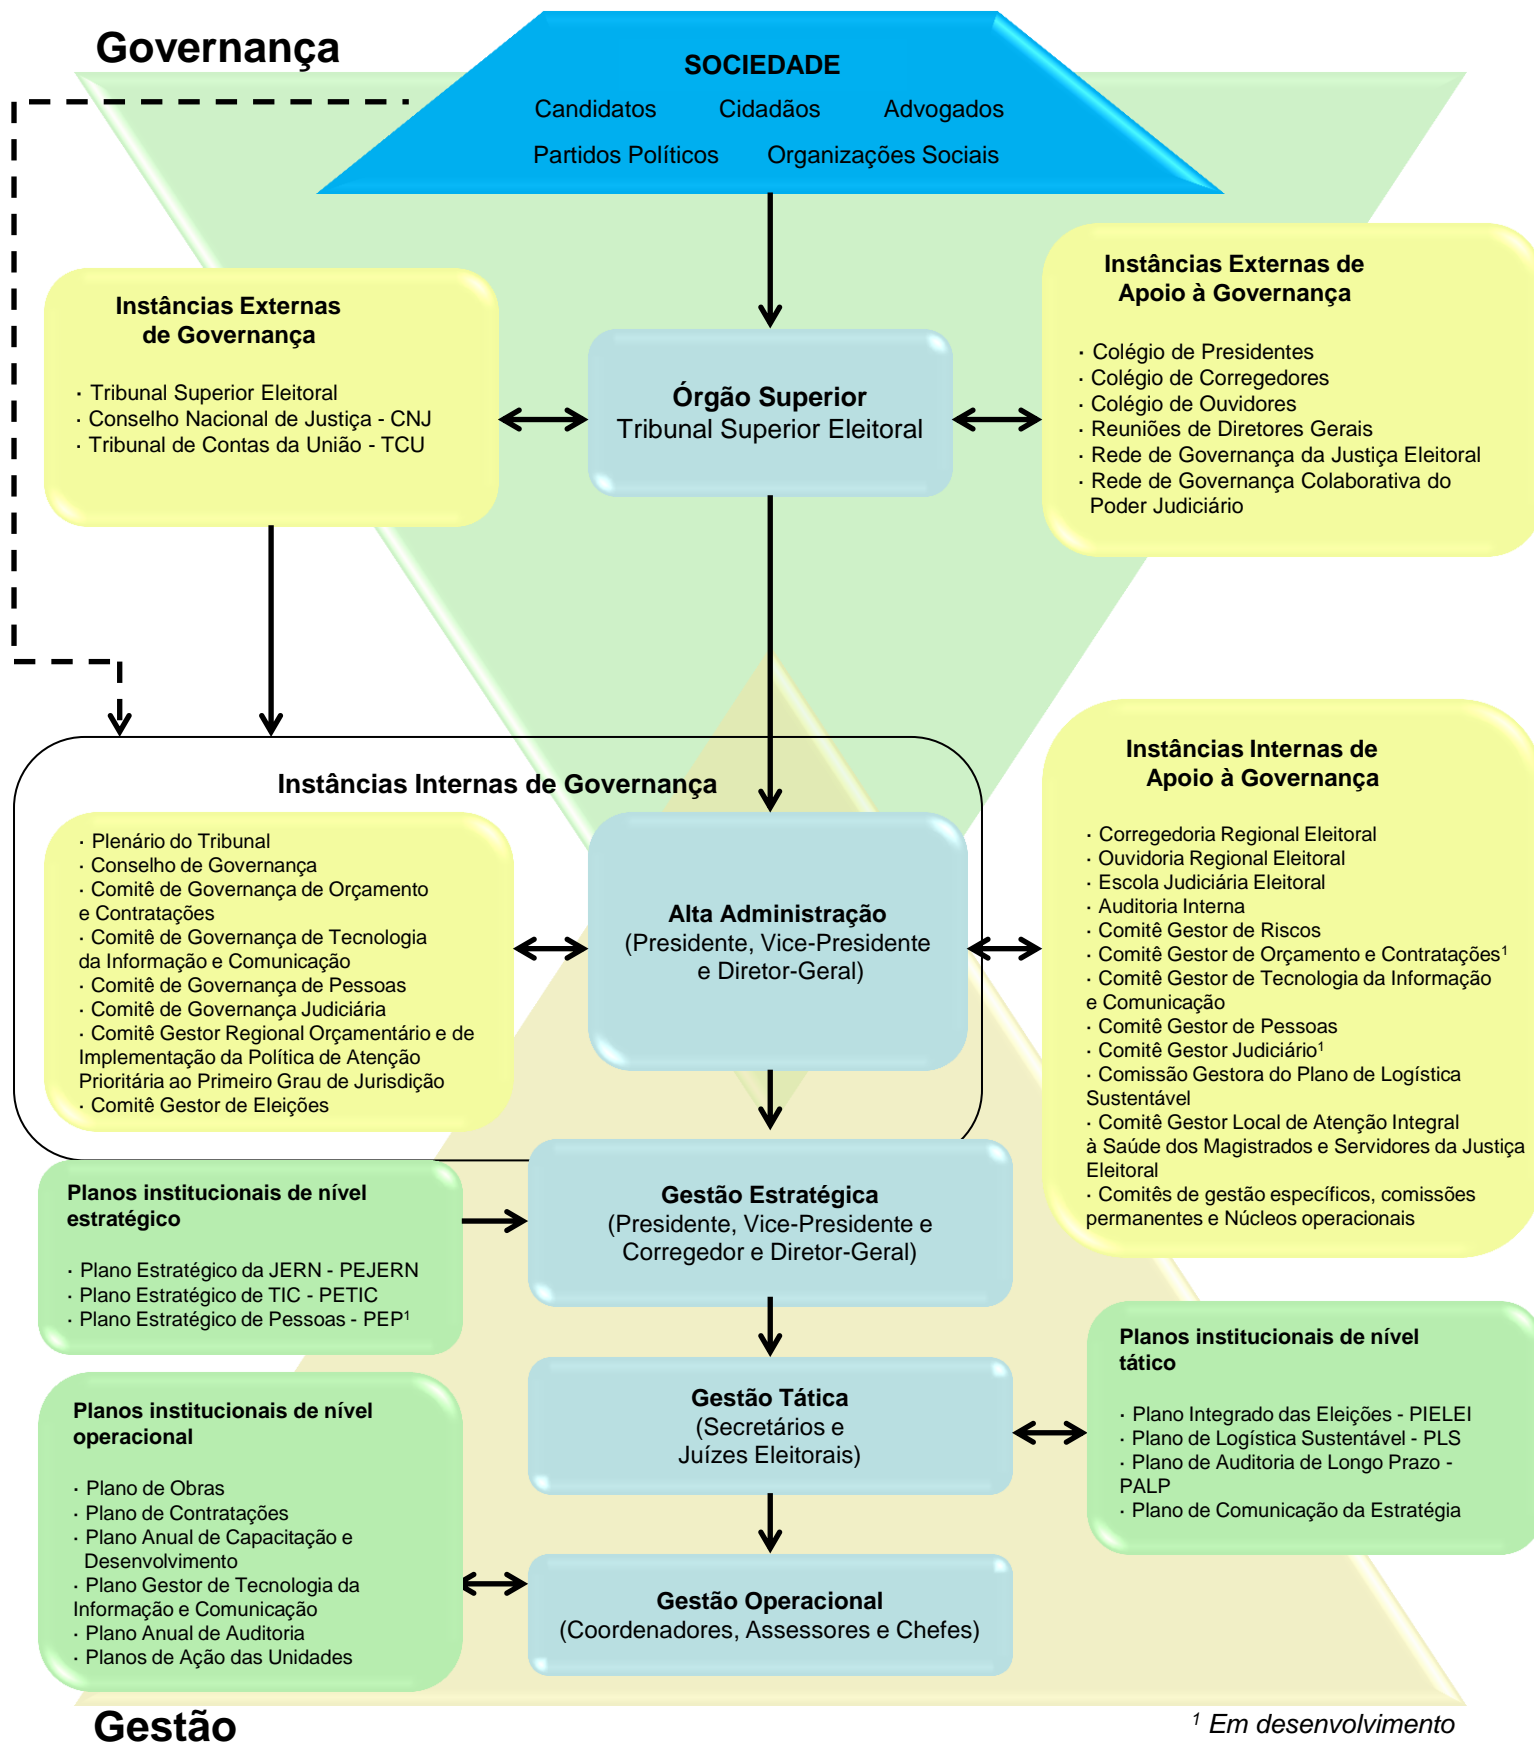 Governança
SOCIEDADE
Candidatos Cidadãos Advogados
Partidos Políticos Organizações Sociais
Instâncias Externas
de Governança
· Tribunal Superior Eleitoral
· Conselho Nacional de Justiça - CNJ
· Tribunal de Contas da União - TCU
Órgão Superior
Tribunal Superior Eleitoral
Instâncias Externas de
Apoio à Governança
· Colégio de Presidentes
· Colégio de Corregedores
· Colégio de Ouvidores
· Reuniões de Diretores Gerais
· Rede de Governança da Justiça Eleitoral
· Rede de Governança Colaborativa do
Poder Judiciário
Instâncias Internas de Governança
· Plenário do Tribunal
· Conselho de Governança
· Comitê de Governança de Orçamento
e Contratações
· Comitê de Governança de Tecnologia
da Informação e Comunicação
· Comitê de Governança de Pessoas
· Comitê de Governança Judiciária
· Comitê Gestor Regional Orçamentário e de
Implementação da Política de Atenção
Prioritária ao Primeiro Grau de Jurisdição
· Comitê Gestor de Eleições
Alta Administração
(Presidente, Vice-Presidente
e Diretor-Geral)
Instâncias Internas de
Apoio à Governança
· Corregedoria Regional Eleitoral
· Ouvidoria Regional Eleitoral
· Escola Judiciária Eleitoral
· Auditoria Interna
· Comitê Gestor de Riscos
· Comitê Gestor de Orçamento e Contratações¹
· Comitê Gestor de Tecnologia da Informação
e Comunicação
· Comitê Gestor de Pessoas
· Comitê Gestor Judiciário¹
· Comissão Gestora do Plano de Logística
Sustentável
· Comitê Gestor Local de Atenção Integral
à Saúde dos Magistrados e Servidores da Justiça
Eleitoral
· Comitês de gestão específicos, comissões
permanentes e Núcleos operacionais
Planos institucionais de nível
estratégico
· Plano Estratégico da JERN - PEJERN
· Plano Estratégico de TIC - PETIC
· Plano Estratégico de Pessoas - PEP¹
Gestão Estratégica
(Presidente, Vice-Presidente e
Corregedor e Diretor-Geral)
Planos institucionais de nível
tático
· Plano Integrado das Eleições - PIELEI
· Plano de Logística Sustentável - PLS
· Plano de Auditoria de Longo Prazo -
PALP
· Plano de Comunicação da Estratégia
Gestão Tática
(Secretários e
Juízes Eleitorais)
Planos institucionais de nível
operacional
· Plano de Obras
· Plano de Contratações
· Plano Anual de Capacitação e
Desenvolvimento
· Plano Gestor de Tecnologia da
Informação e Comunicação
· Plano Anual de Auditoria
· Planos de Ação das Unidades
Gestão Operacional
(Coordenadores, Assessores e Chefes)
Gestão
¹ Em desenvolvimento